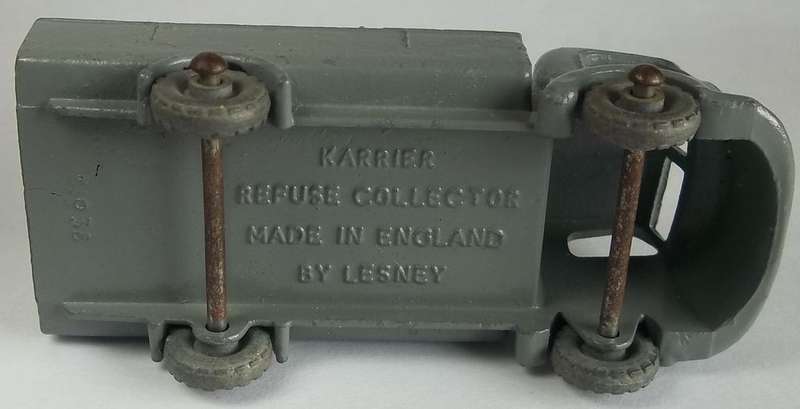 KARRIER
REFUSE COLLECTOR
MADE IN ENGLAND
BY LESNEY